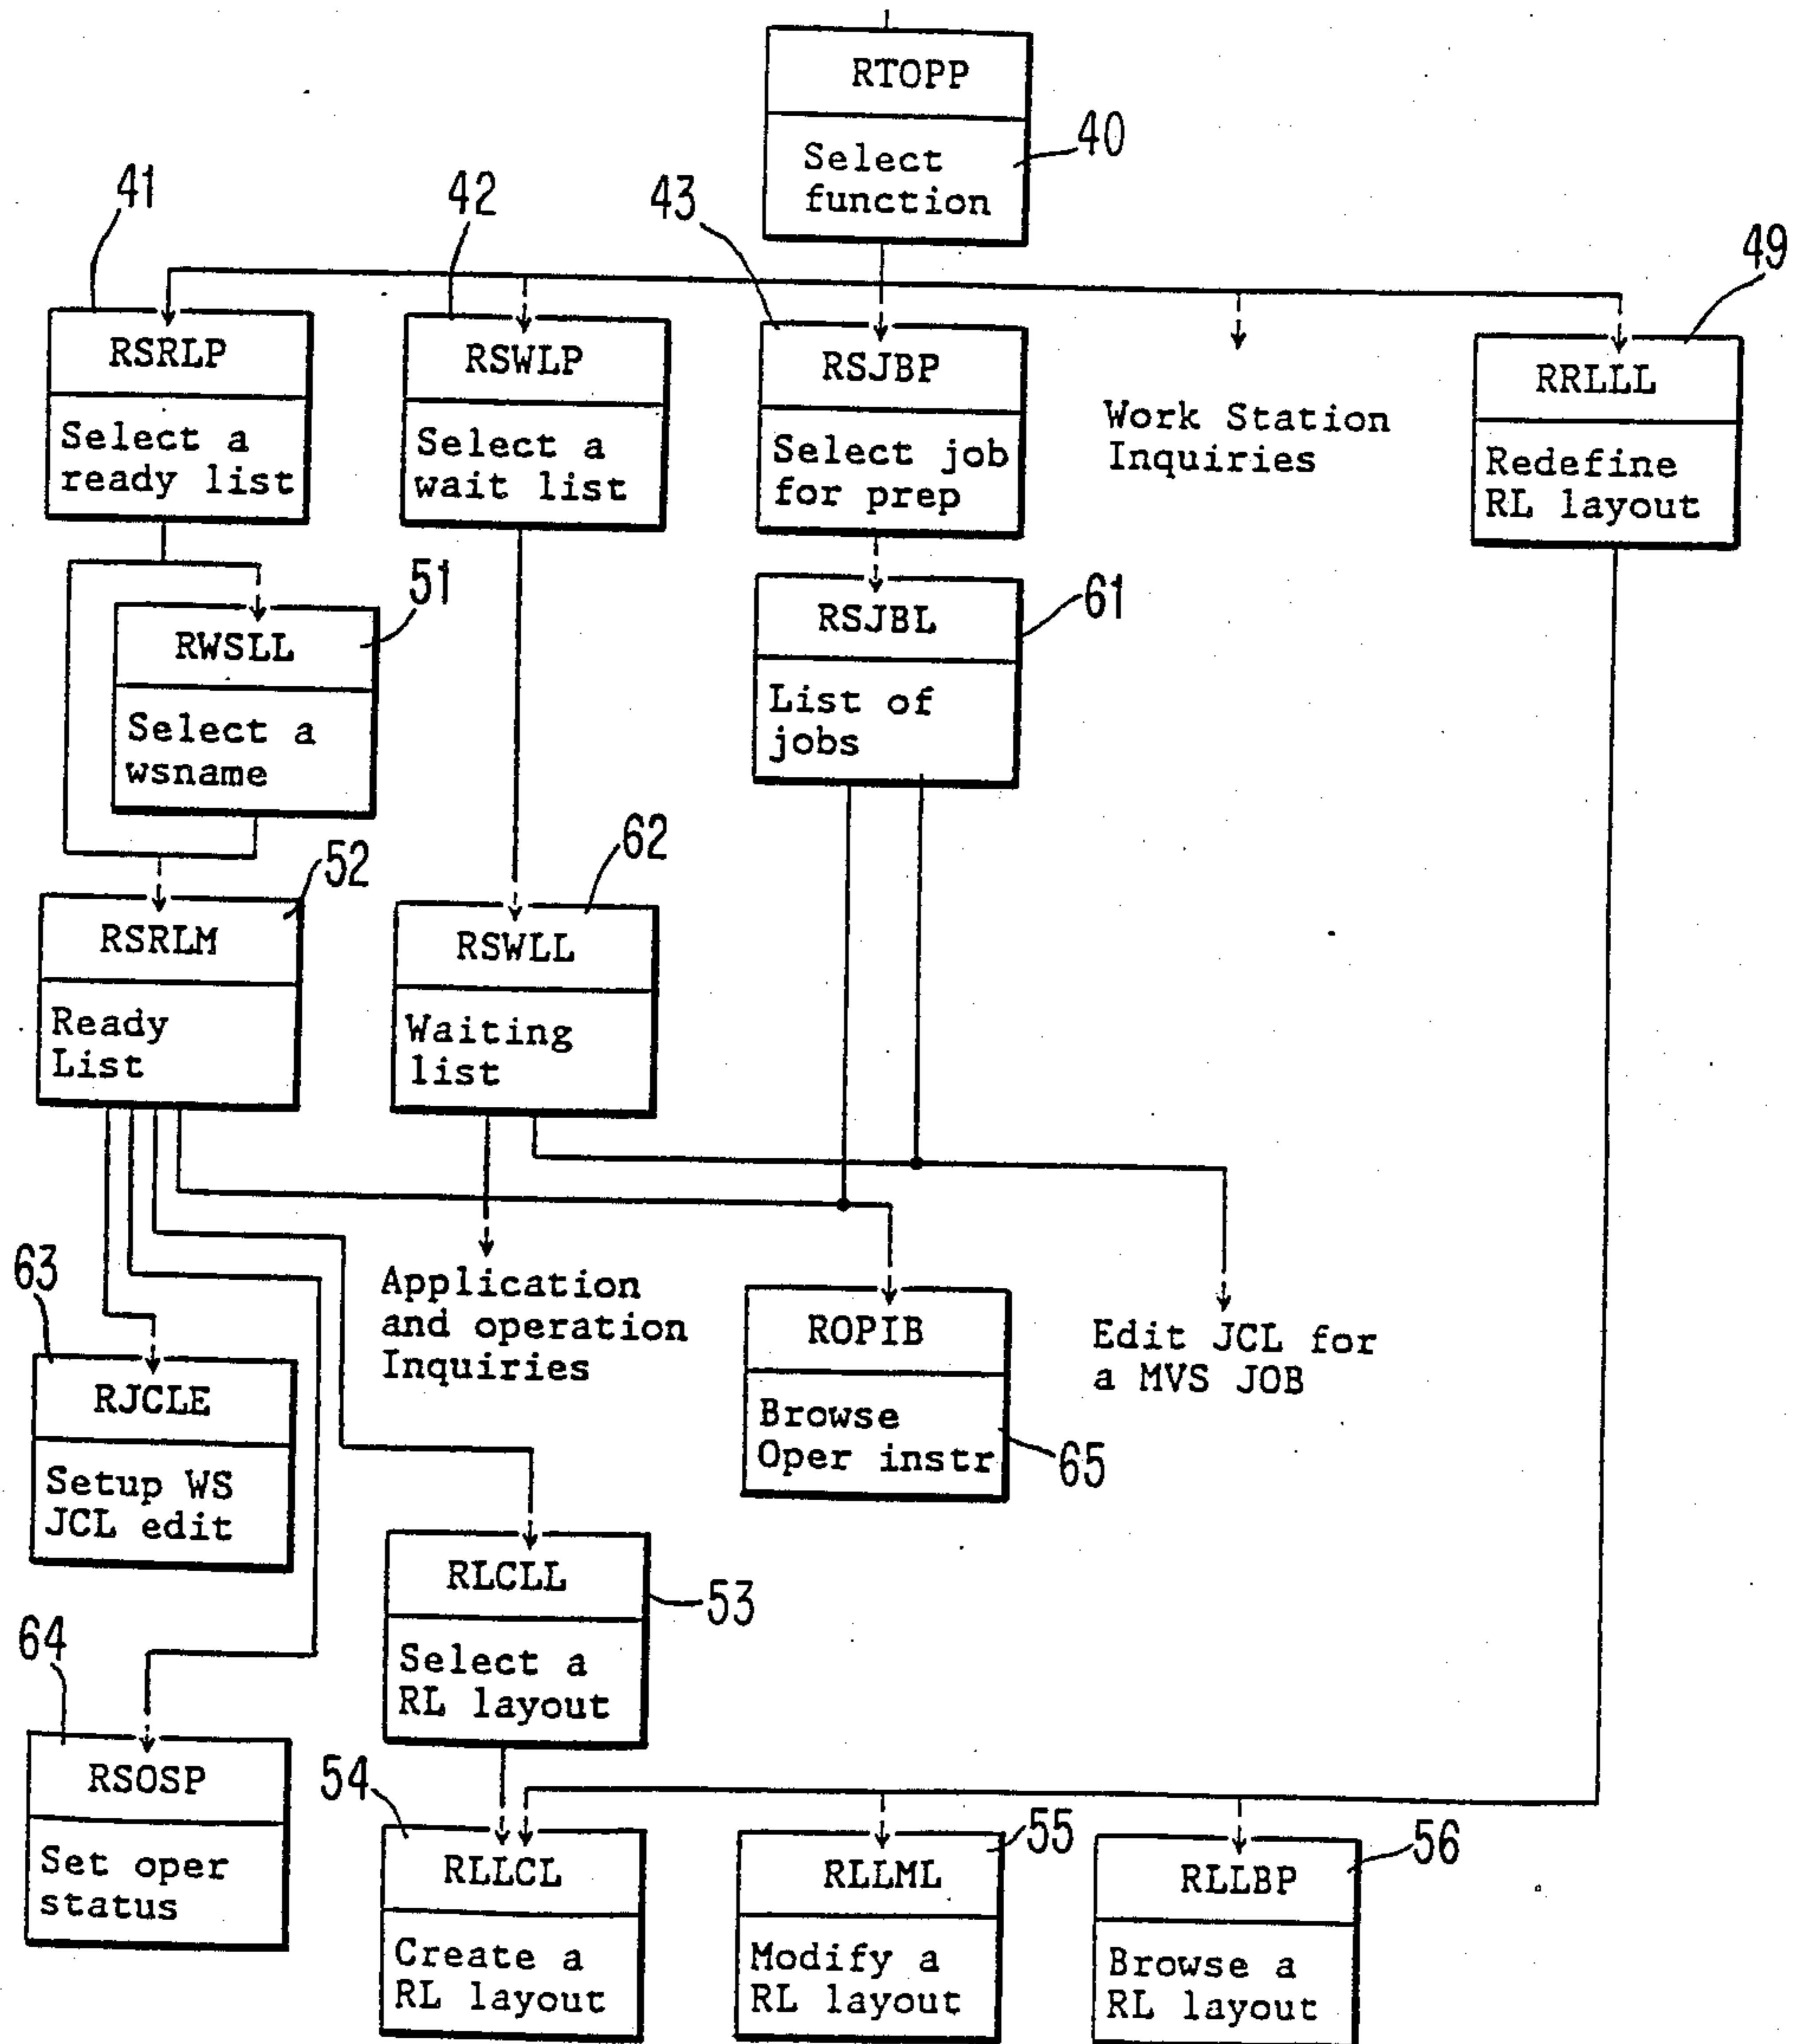 RTOPP
Select
function
40
41
42
43
49
RSRLP
Select a
ready list
RSWLP
Select a
wait list
RSJBP
Select job
for prep
Work Station
Inquiries
RRLLL
Redefine
RL layout
51
RWSLL
Select a
wsname
RSJBL
List of
jobs
61
52
RSRLM
Ready
List
62
RSWLL
Waiting
list
63
RJCLE
Setup WS
JCL edit
Application
and operation
Inquiries
ROPIB
Browse
Oper instr
65
Edit JCL for
a MVS JOB
RLCLL
Select a
RL layout
53
64
RSOSP
Set oper
status
54
RLLCL
Create a
RL layout
55
RLLML
Modify a
RL layout
56
RLLBP
Browse a
RL layout